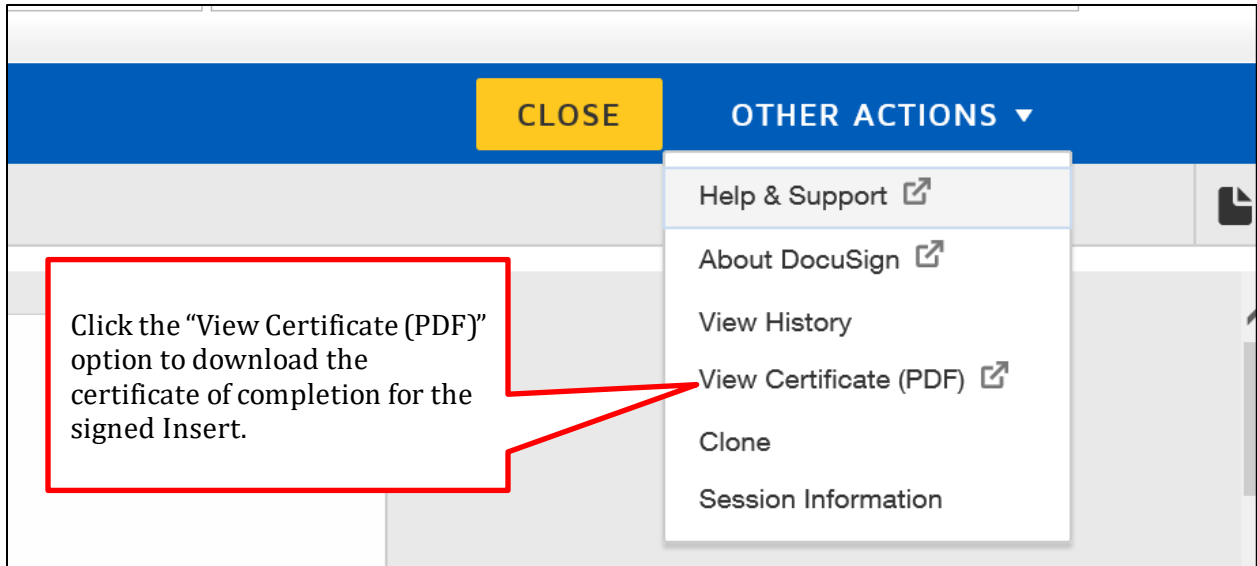 CLOSE
OTHER ACTIONS
Help & Support
About DocuSign
View History
View Certificate (PDF)
Clone
Session Information
Click the “View Certificate (PDF)”
option to download the
certificate of completion for the
signed Insert.